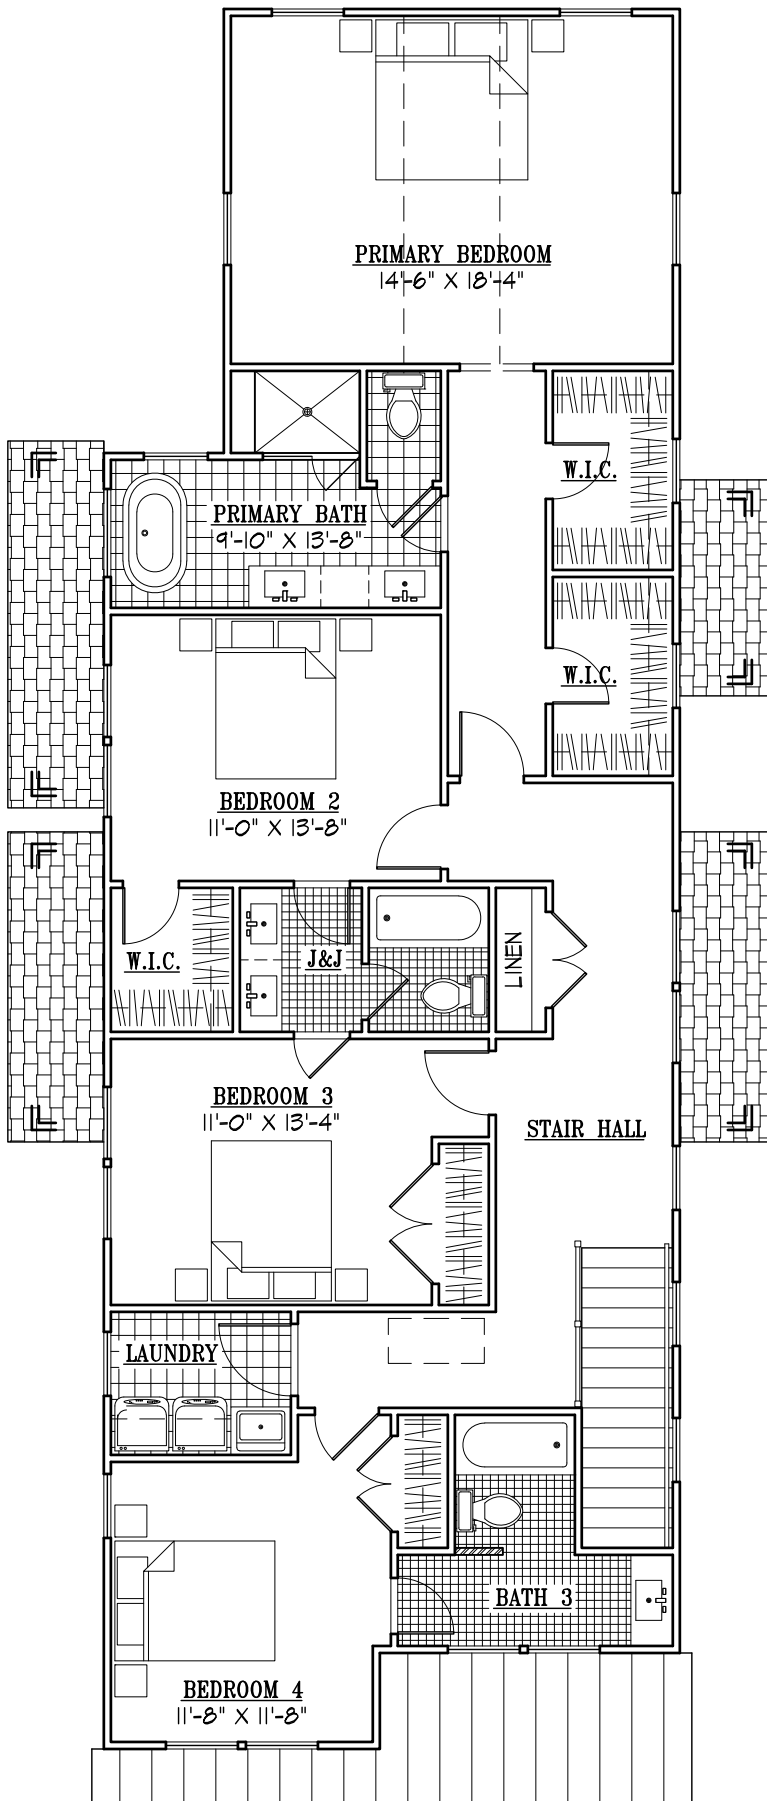 PRIMARY BEDROOM
14'-6" X 18'-4"
W.I.C.
PRIMARY BATH
9'-10" X 13'-8"
W.I.C.
BEDROOM 2
11'-0" X 13'-8"
W.I.C.
J&J
LINEN
BEDROOM 3
11'-0" X 13'-4"
STAIR HALL
LAUNDRY
BATH 3
BEDROOM 4
11'-8" X 11'-8"